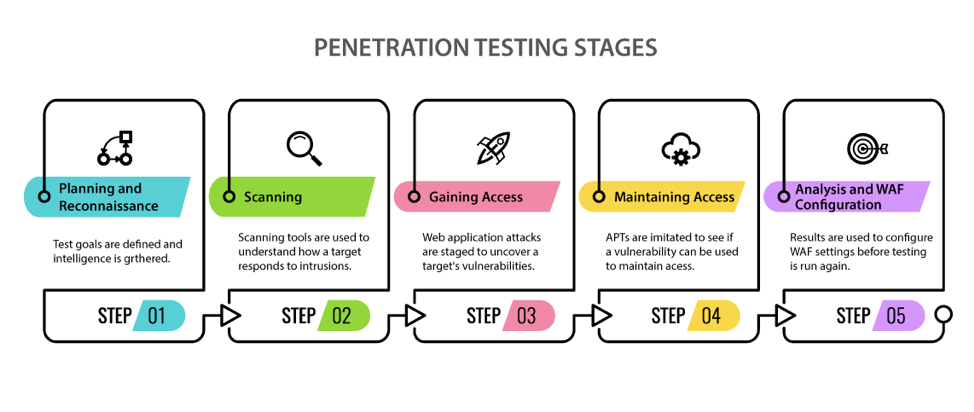 PENETRATION TESTING STAGES
Planning and
Reconnaissance
Test goals are defined and
intelligence is grthered.
STEP 01
Scanning
Scanning tools are used to
understand how a target
responds to intrusions.
STEP 02
Gaining Access
Web application attacks
are staged to uncover a
target's vulnerabilities.
STEP 03
Maintaining Access
APTs are imitated to see if
a vulnerability can be used
to maintain acess.
STEP 04
Analysis and WAF
Configuration
Results are used to configure
WAF settings before testing
is run again.
STEP 05